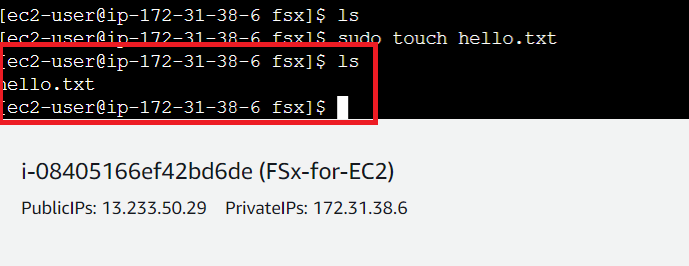 [ec2-user@ip-172-31-38-6 fsx]$ ls
[ec2-user@ip-172-31-38-6 fsx]$ sudo touch hello.txt
[ec2-user@ip-172-31-38-6 fsx]$ ls
hello.txt
[ec2-user@ip-172-31-38-6 fsx]$
i-08405166ef42bd6de (FSx-for-EC2)
PublicIPs: 13.233.50.29 PrivateIPs: 172.31.38.6